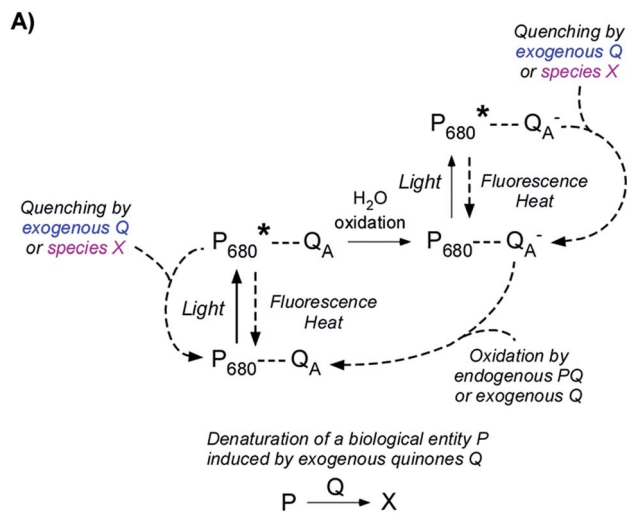 A)
Quenching by
exogenous Q
or species X
P680* --- QA-
Light
Fluorescence
Heat
Quenching by
exogenous Q
or species X
P680* --- QA
H2O
oxidation
P680 --- QA-
Light
Fluorescence
Heat
P680 --- QA
Oxidation by
endogenous PQ
or exogenous Q
Denaturation of a biological entity P
induced by exogenous quinones Q
P Q X